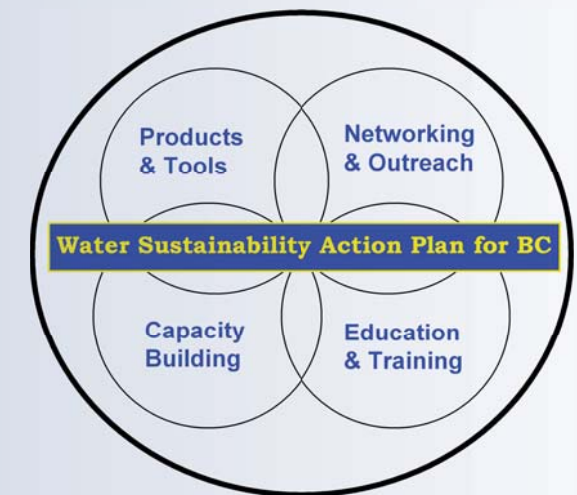 Products
& Tools
Networking
& Outreach
Water Sustainability Action Plan for BC
Capacity
Building
Education
& Training